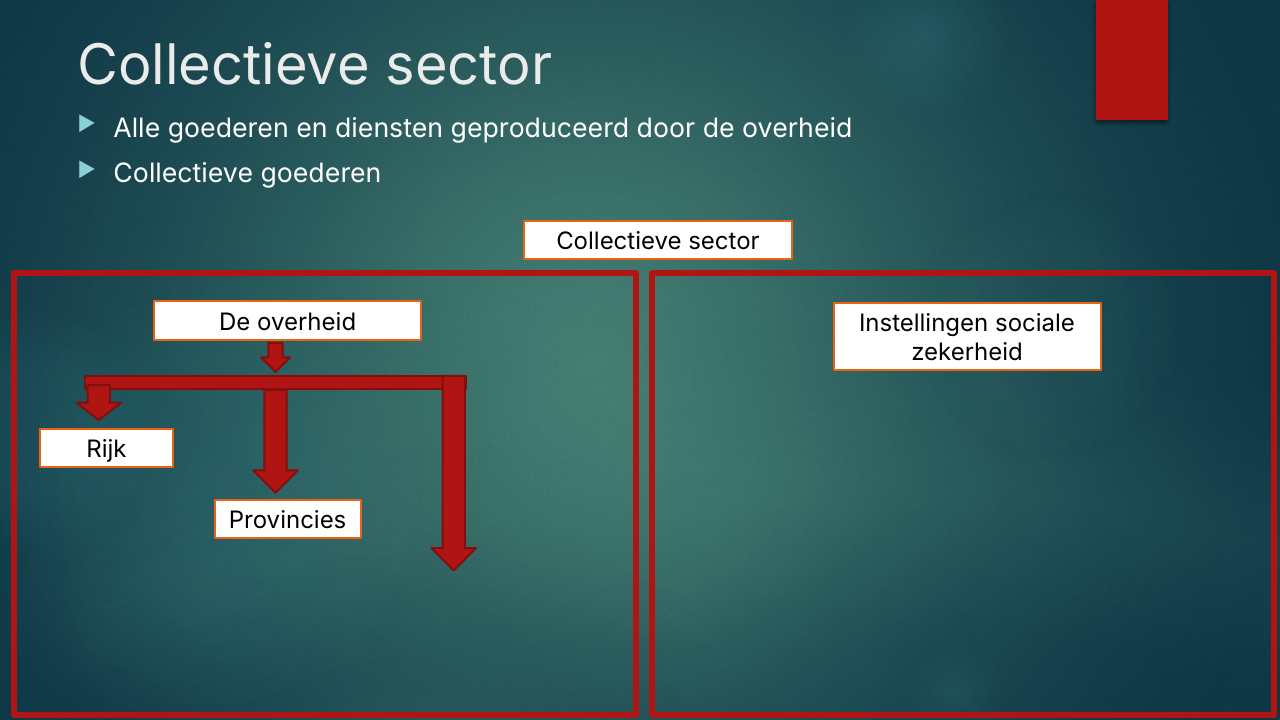 Collectieve sector
Alle goederen en diensten geproduceerd door de overheid
Collectieve goederen
Collectieve sector
De overheid
Instellingen sociale
zekerheid
Rijk
Provincies